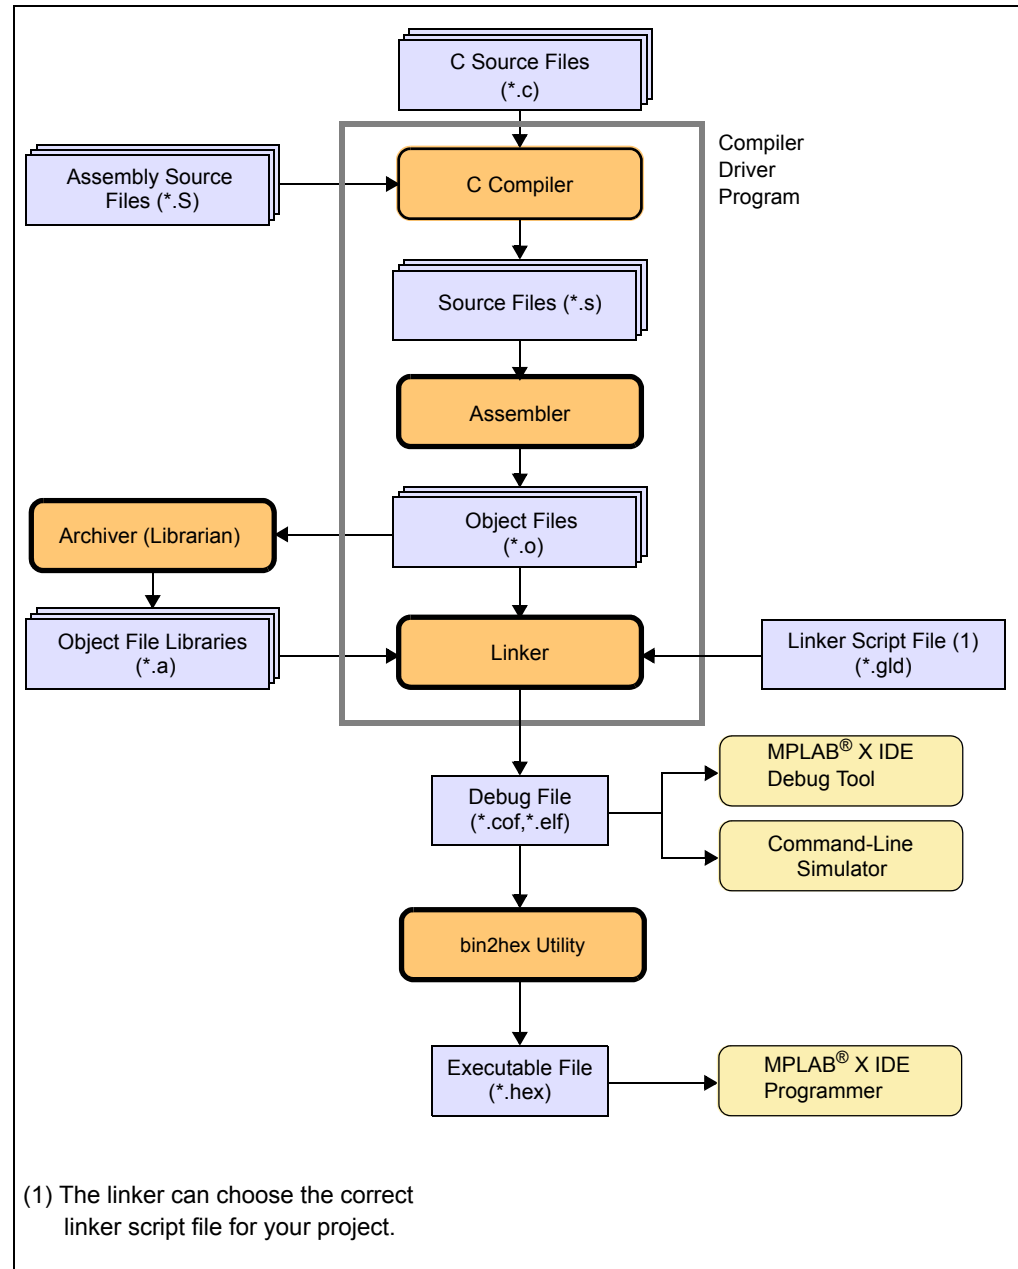 C Source Files
(*.c)
Compiler
Driver
Program
Assembly Source
Files (*.S)
C Compiler
Source Files (*.s)
Assembler
Archiver (Librarian)
Object Files
(*.o)
Object File Libraries
(*.a)
Linker
Linker Script File (1)
(*.gld)
Debug File
(*.cof,*.elf)
MPLAB® X IDE
Debug Tool
Command-Line
Simulator
bin2hex Utility
Executable File
(*.hex)
MPLAB® X IDE
Programmer
(1) The linker can choose the correct
linker script file for your project.